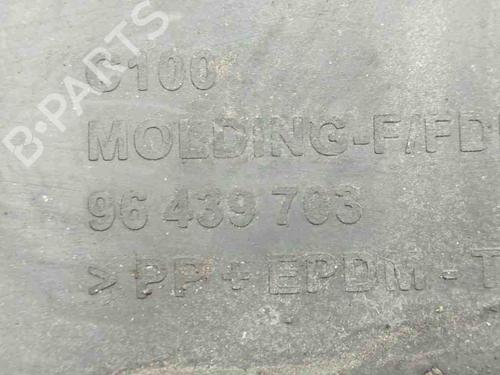 B-PARTS
C100
MOLDING-F/FD
96 439 703
>PP+EPDM-T